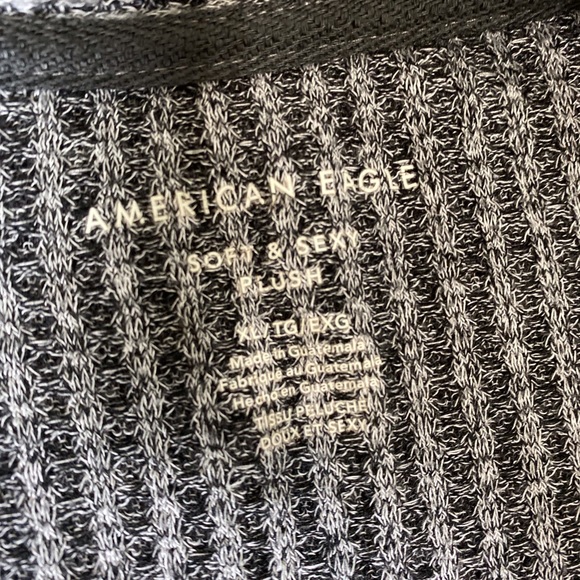 AMERICAN EAGLE
SOFT & SEXY
PLUSH
XL/TG/EXG
Made in Guatemala
Fabriqué au Guatemala
Hecho en Guatemala
TISSU PELUCHE
DOUX ET SEXY